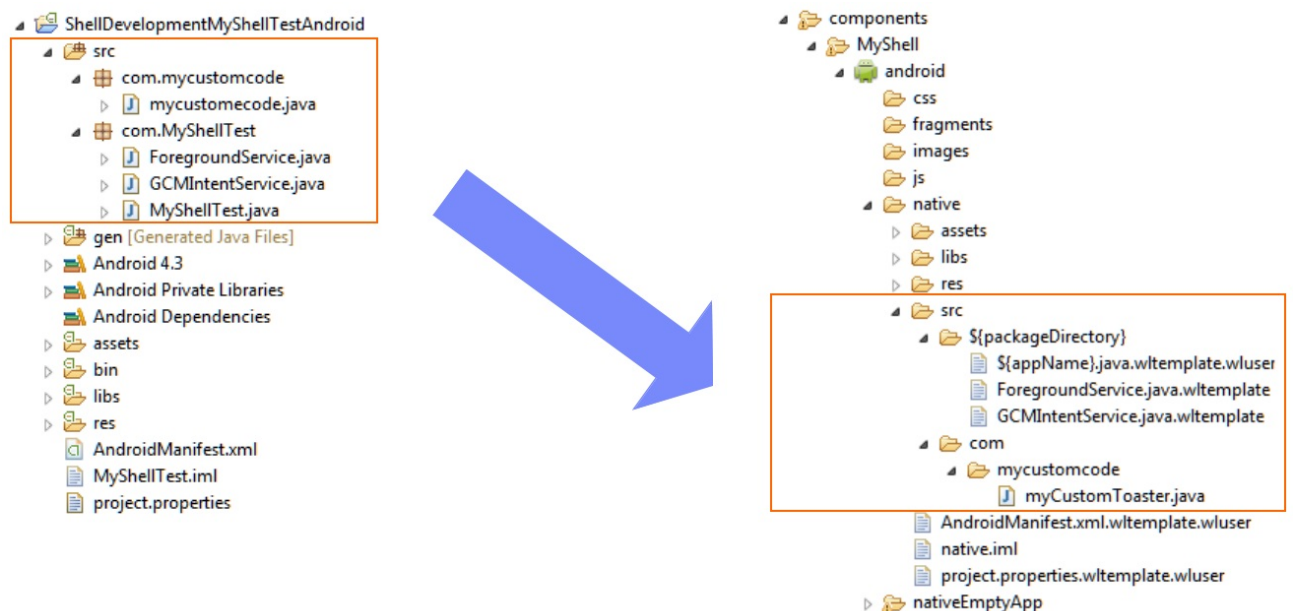 ShellDevelopmentMyShellTestAndroid
src
com.mycustomcode
mycustomecode.java
com.MyShellTest
ForegroundService.java
GCMIntentService.java
MyShellTest.java
gen [Generated Java Files]
Android 4.3
Android Private Libraries
Android Dependencies
assets
bin
libs
res
AndroidManifest.xml
MyShellTest.iml
project.properties
components
MyShell
android
css
fragments
images
js
native
assets
libs
res
src
${packageDirectory}
${appName}.java.wltemplate.wluser
ForegroundService.java.wltemplate
GCMIntentService.java.wltemplate
com
mycustomcode
myCustomToaster.java
AndroidManifest.xml.wltemplate.wluser
native.iml
project.properties.wltemplate.wluser
nativeEmptyApp